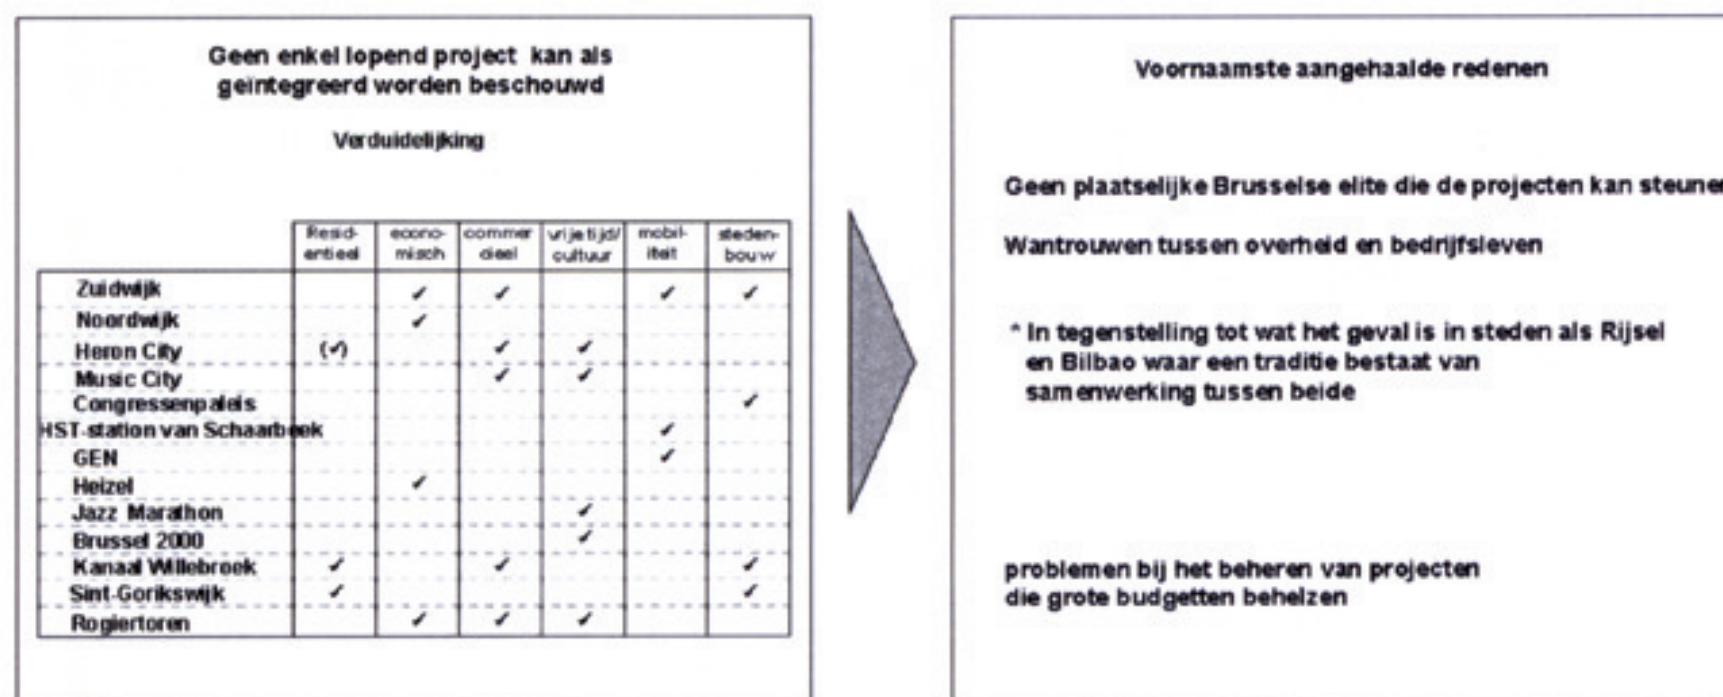 Geen enkel lopend project kan als
geïntegreerd worden beschouwd
Verduidelijking
Resid- econo- commer vrije tijd/ mobil- steden-
entieel misch cieel cultuur iteit bouw
Zuidwijk ✓ ✓ ✓ ✓
Noordwijk ✓
Heron City (✓) ✓ ✓
Music City ✓ ✓
Congressenpaleis ✓
HST-station van Schaarbeek ✓
GEN ✓
Heizel ✓
Jazz Marathon ✓
Brussel 2000 ✓
Kanaal Willebroek ✓ ✓ ✓
Sint-Gorikswijk ✓ ✓
Rogiertoren ✓ ✓ ✓
Voornaamste aangehaalde redenen
Geen plaatselijke Brusselse elite die de projecten kan steunen
Wantrouwen tussen overheid en bedrijfsleven
* In tegenstelling tot wat het geval is in steden als Rijsel
en Bilbao waar een traditie bestaat van
samenwerking tussen beide
problemen bij het beheren van projecten
die grote budgetten behelzen